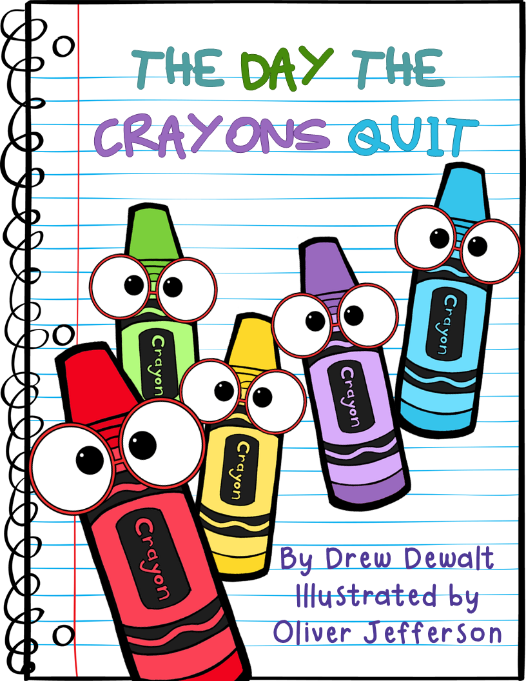 THE DAY THE
CRAYONS QUIT
Crayon
Crayon
Crayon
Crayon
Crayon
By Drew Dewalt
Illustrated by
Oliver Jefferson